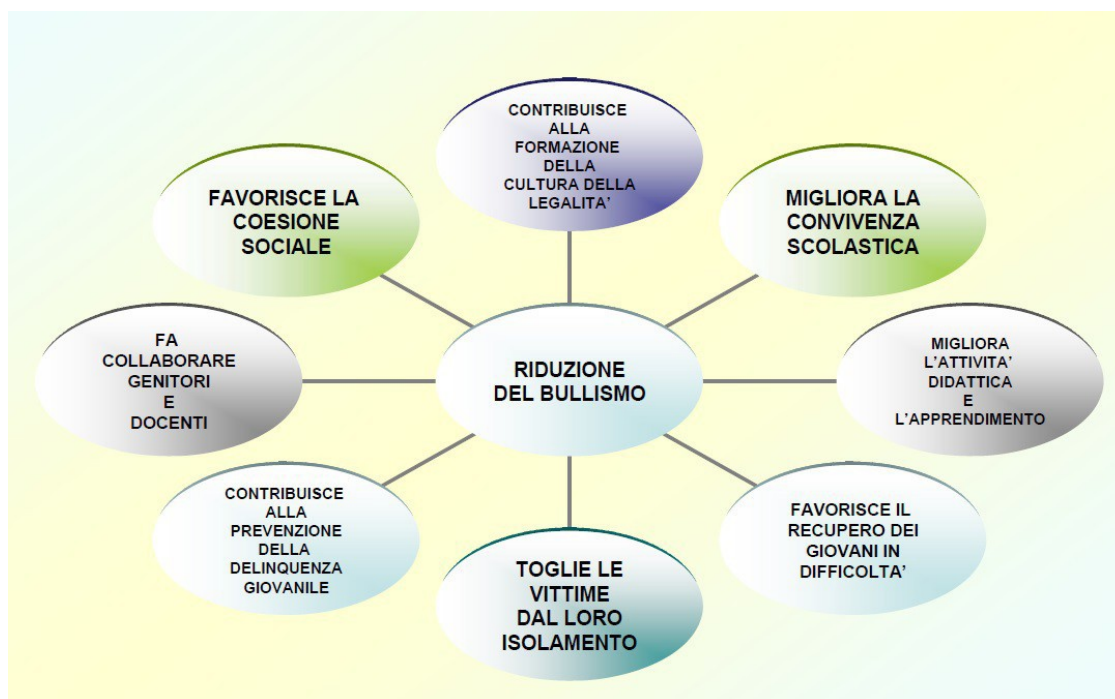 CONTRIBUISCE
ALLA
FORMAZIONE
DELLA
CULTURA DELLA
LEGALITA’
FAVORISCE LA
COESIONE
SOCIALE
MIGLIORA LA
CONVIVENZA
SCOLASTICA
FA
COLLABORARE
GENITORI
E
DOCENTI
RIDUZIONE
DEL BULLISMO
MIGLIORA
L’ATTIVITA’
DIDATTICA
E
L’APPRENDIMENTO
CONTRIBUISCE
ALLA
PREVENZIONE
DELLA
DELINQUENZA
GIOVANILE
TOGLIE LE
VITTIME
DAL LORO
ISOLAMENTO
FAVORISCE IL
RECUPERO DEI
GIOVANI IN
DIFFICOLTA’